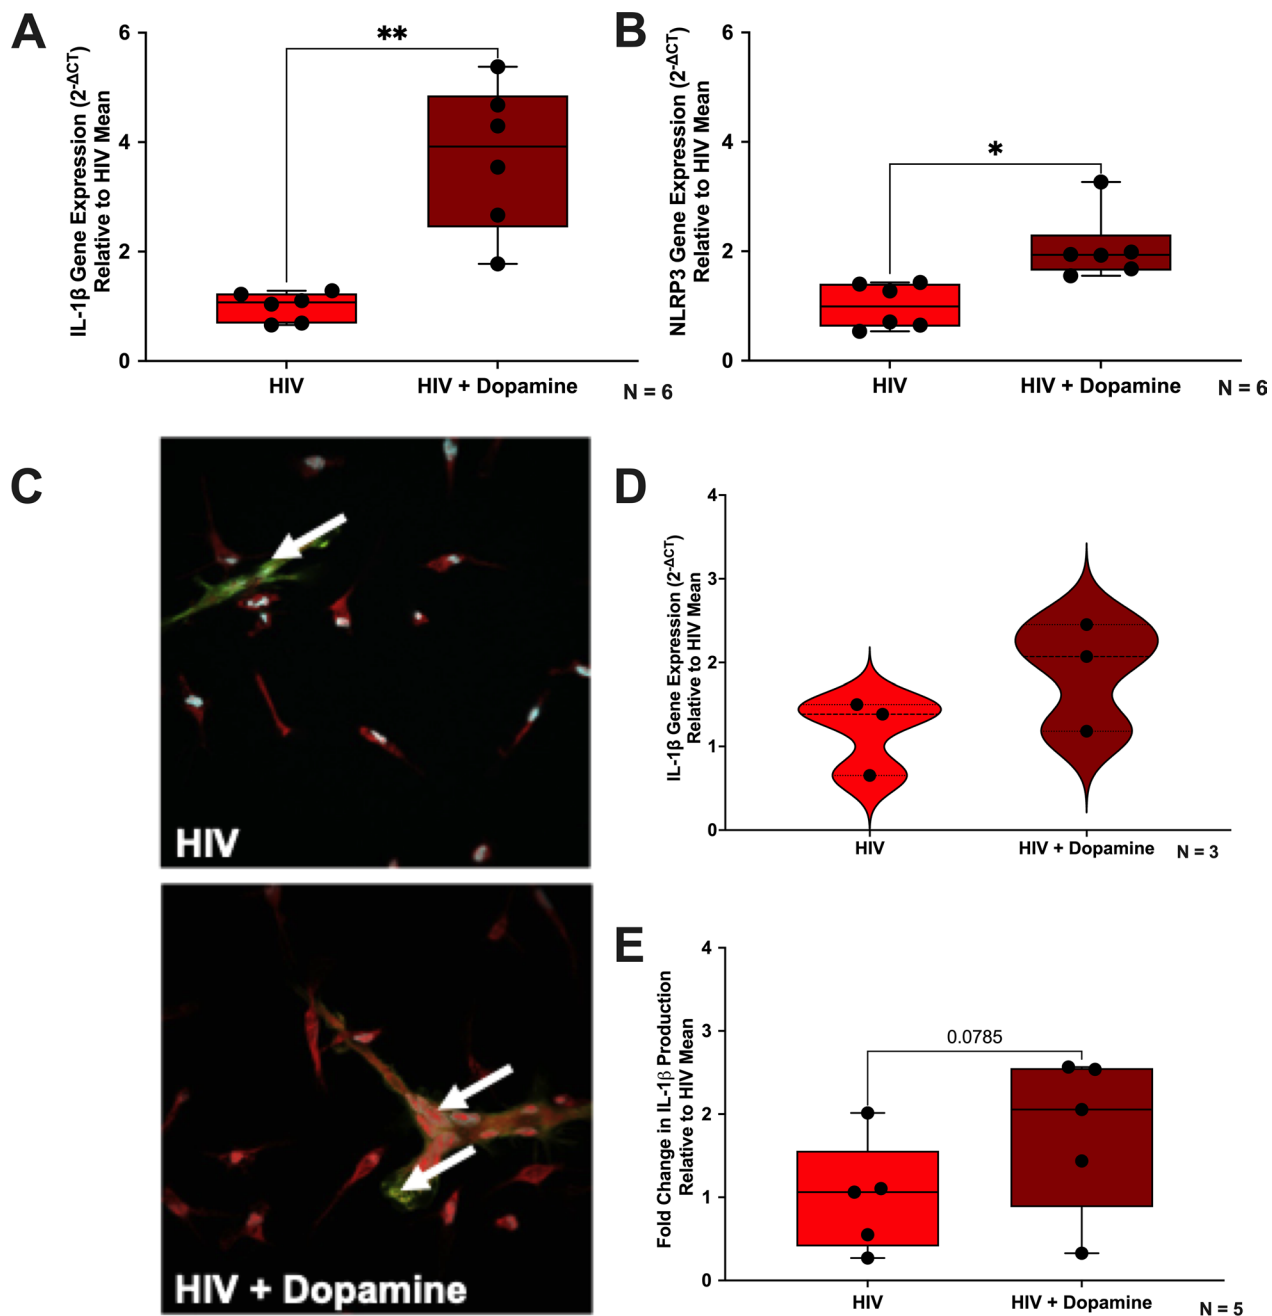 A
IL-1β Gene Expression (2-ΔCT)
Relative to HIV Mean
6
4
2
0
**
HIV
HIV + Dopamine
N = 6
B
NLRP3 Gene Expression (2-ΔCT)
Relative to HIV Mean
6
4
2
0
*
HIV
HIV + Dopamine
N = 6
C
HIV
HIV + Dopamine
D
IL-1β Gene Expression (2-ΔCT)
Relative to HIV Mean
4
3
2
1
0
HIV
HIV + Dopamine
N = 3
E
Fold Change in IL-1β Production
Relative to HIV Mean
4
3
2
1
0
0.0785
HIV
HIV + Dopamine
N = 5